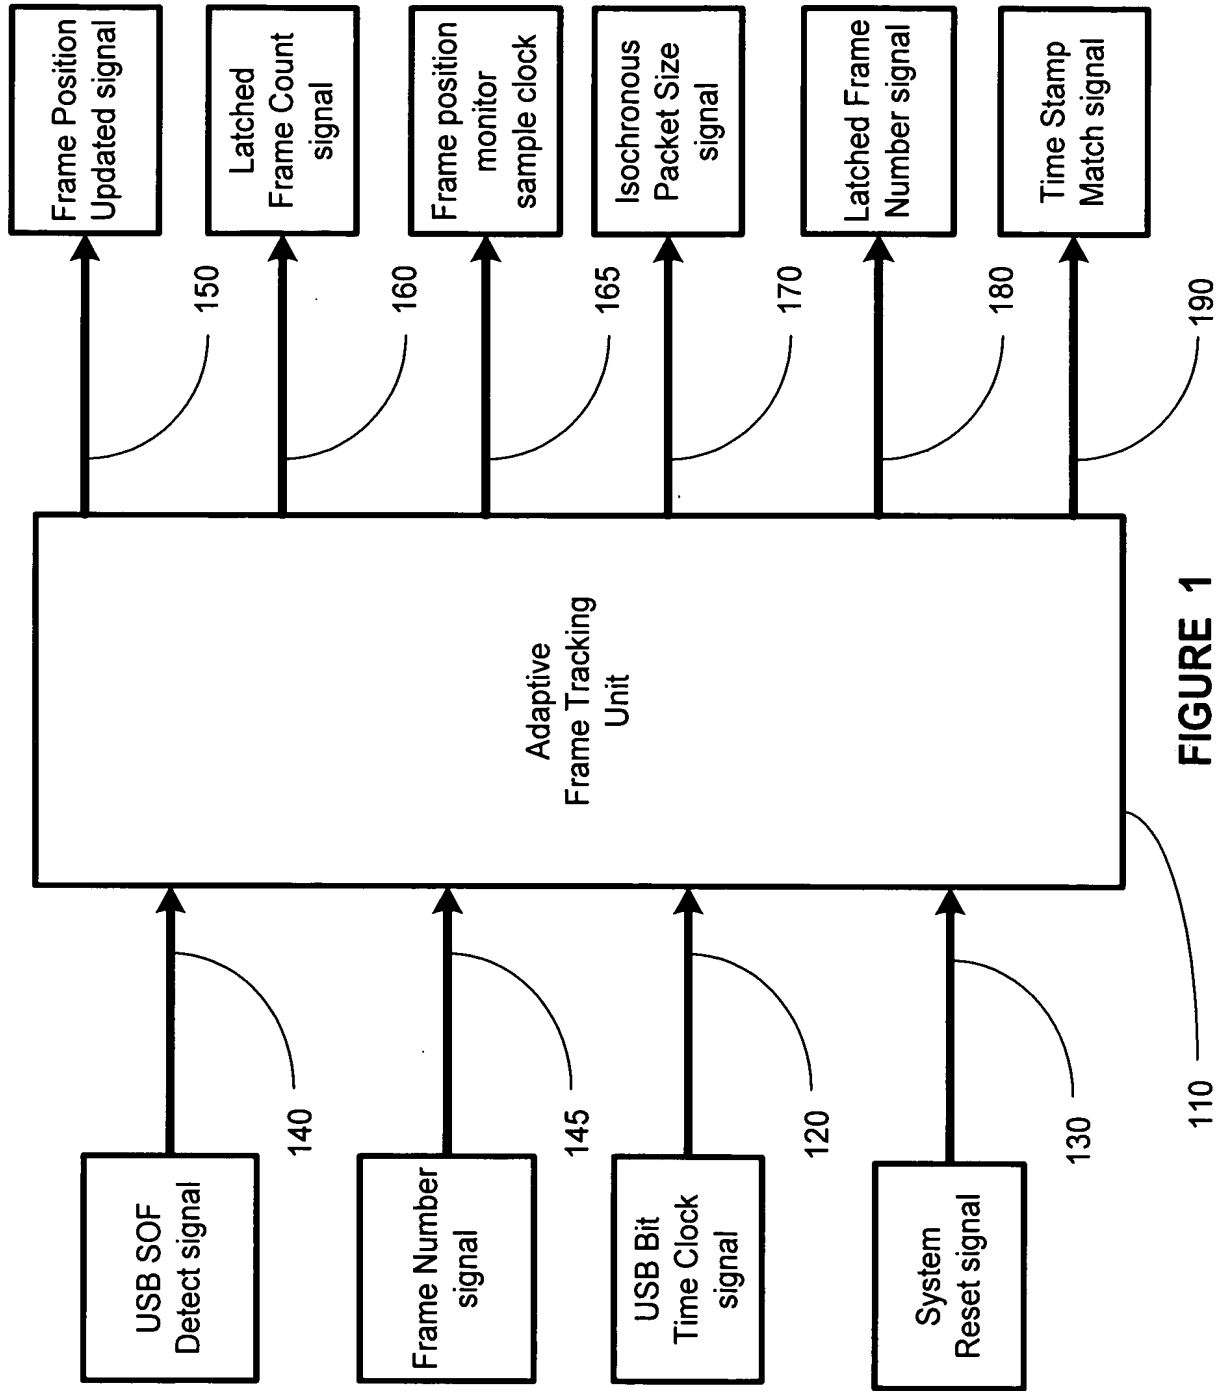 USB SOF
Detect signal
140
Frame Number
signal
145
USB Bit
Time Clock
signal
120
System
Reset signal
130
Adaptive
Frame Tracking
Unit
110
Frame Position
Updated signal
150
Latched
Frame Count
signal
160
Frame position
monitor
sample clock
165
Isochronous
Packet Size
signal
170
Latched Frame
Number signal
180
Time Stamp
Match signal
190
FIGURE 1